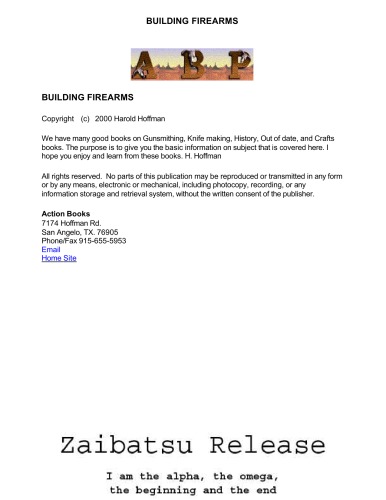 BUILDING FIREARMS
ABP
BUILDING FIREARMS
Copyright (c) 2000 Harold Hoffman
We have many good books on Gunsmithing, Knife making, History, Out of date, and Crafts
books. The purpose is to give you the basic information on subject that is covered here. I
hope you enjoy and learn from these books. H. Hoffman
All rights reserved. No parts of this publication may be reproduced or transmitted in any form
or by any means, electronic or mechanical, including photocopy, recording, or any
information storage and retrieval system, without the written consent of the publisher.
Action Books
7174 Hoffman Rd.
San Angelo, TX. 76905
Phone/Fax 915-655-5953
Email
Home Site
Zaibatsu Release
I am the alpha, the omega,
the beginning and the end